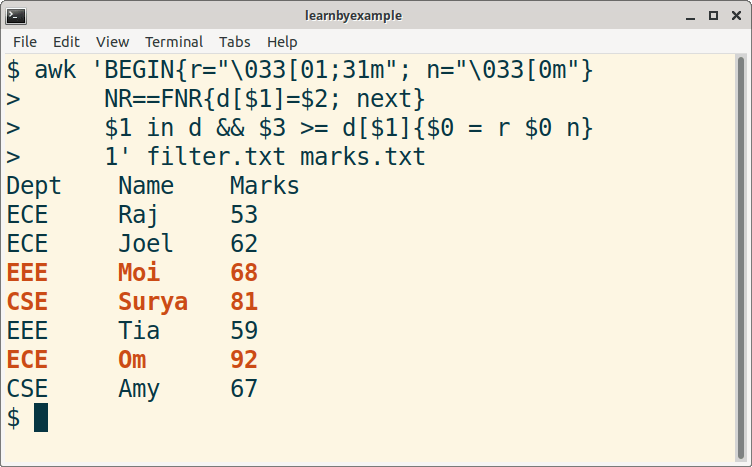 learnbyexample
File Edit View Terminal Tabs Help
$ awk 'BEGIN{r="\033[01;31m"; n="\033[0m"}
>      NR==FNR{d[$1]=$2; next}
>      $1 in d && $3 >= d[$1]{$0 = r $0 n}
>      1' filter.txt marks.txt
Dept    Name    Marks
ECE     Raj     53
ECE     Joel    62
EEE     Moi     68
CSE     Surya   81
EEE     Tia     59
ECE     Om      92
CSE     Amy     67
$